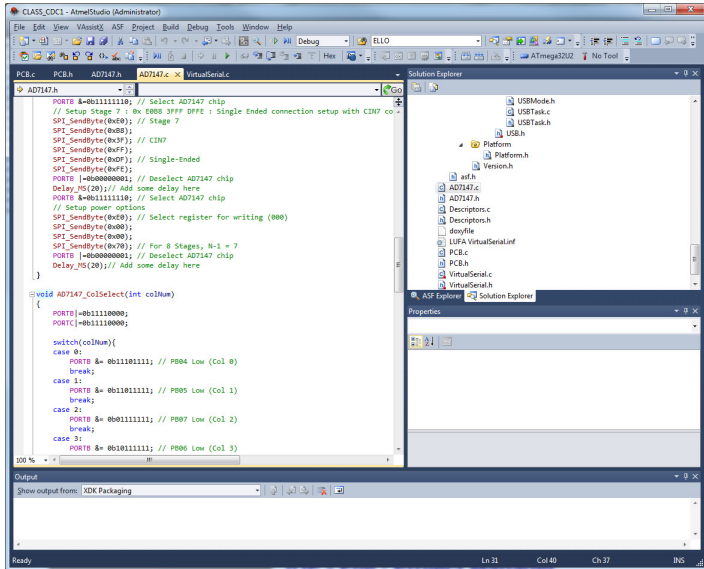 CLASS_CDC1 - AtmelStudio (Administrator)
File Edit View VAssistX ASF Project Build Debug Tools Window Help
Debug ELLO
Hex ATmega32U2 No Tool
PCB.c PCB.h AD7147.h AD7147.c VirtualSerial.c
AD7147.h Go
PORTB &=0b11111110; // Select AD7147 chip
// Setup Stage 7 : 0x E0B8 3FFF DFFE : Single Ended connection setup with CIN7 co
SPI_SendByte(0xE0); // Stage 7
SPI_SendByte(0xB8);
SPI_SendByte(0x3F); // CIN7
SPI_SendByte(0xFF);
SPI_SendByte(0xDF); // Single-Ended
SPI_SendByte(0xFE);
PORTB |=0b00000001; // Deselect AD7147 chip
Delay_MS(20);// Add some delay here
PORTB &=0b11111110; // Select AD7147 chip
// Setup power options
SPI_SendByte(0xE0); // Select register for writing (000)
SPI_SendByte(0x00);
SPI_SendByte(0x00);
SPI_SendByte(0x70); // For 8 Stages, N-1 = 7
PORTB |=0b00000001; // Deselect AD7147 chip
Delay_MS(20);// Add some delay here
}
void AD7147_ColSelect(int colNum)
{
PORTB|=0b11110000;
PORTC|=0b11110000;
switch(colNum){
case 0:
PORTB &= 0b11101111; // PB04 Low (Col 0)
break;
case 1:
PORTB &= 0b11011111; // PB05 Low (Col 1)
break;
case 2:
PORTB &= 0b01111111; // PB07 Low (Col 2)
break;
case 3:
PORTB &= 0b10111111; // PB06 Low (Col 3)
100 %
Solution Explorer
USBMode.h
USBTask.c
USBTask.h
USB.h
Platform
Platform.h
Version.h
asf.h
AD7147.c
AD7147.h
Descriptors.c
Descriptors.h
doxyfile
LUFA VirtualSerial.inf
PCB.c
PCB.h
VirtualSerial.c
VirtualSerial.h
ASF Explorer Solution Explorer
Properties
Output
Show output from: XDK Packaging
Ready Ln 31 Col 40 Ch 37 INS